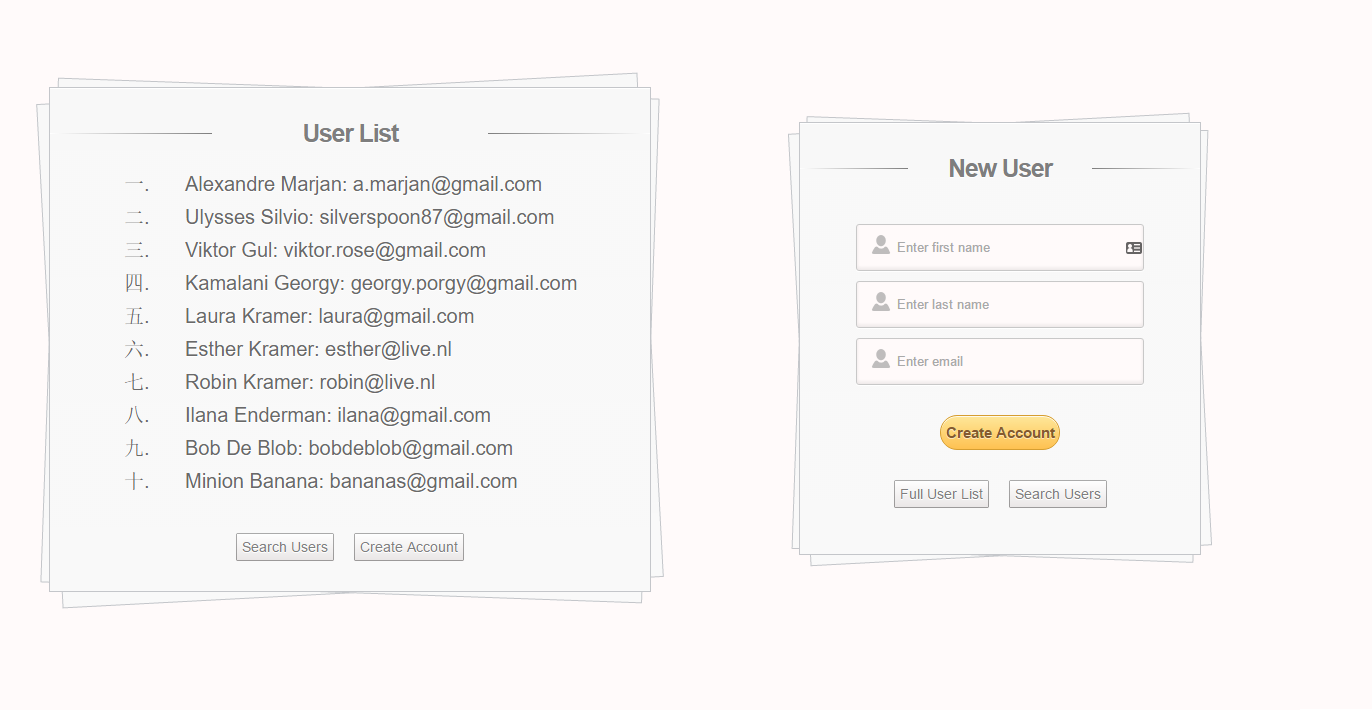 User List
一. Alexandre Marjan: a.marjan@gmail.com
二. Ulysses Silvio: silverspoon87@gmail.com
三. Viktor Gul: viktor.rose@gmail.com
四. Kamalani Georgy: georgy.porgy@gmail.com
五. Laura Kramer: laura@gmail.com
六. Esther Kramer: esther@live.nl
七. Robin Kramer: robin@live.nl
八. Ilana Enderman: ilana@gmail.com
九. Bob De Blob: bobdeblob@gmail.com
十. Minion Banana: bananas@gmail.com
Search Users
Create Account
New User
Enter first name
Enter last name
Enter email
Create Account
Full User List
Search Users